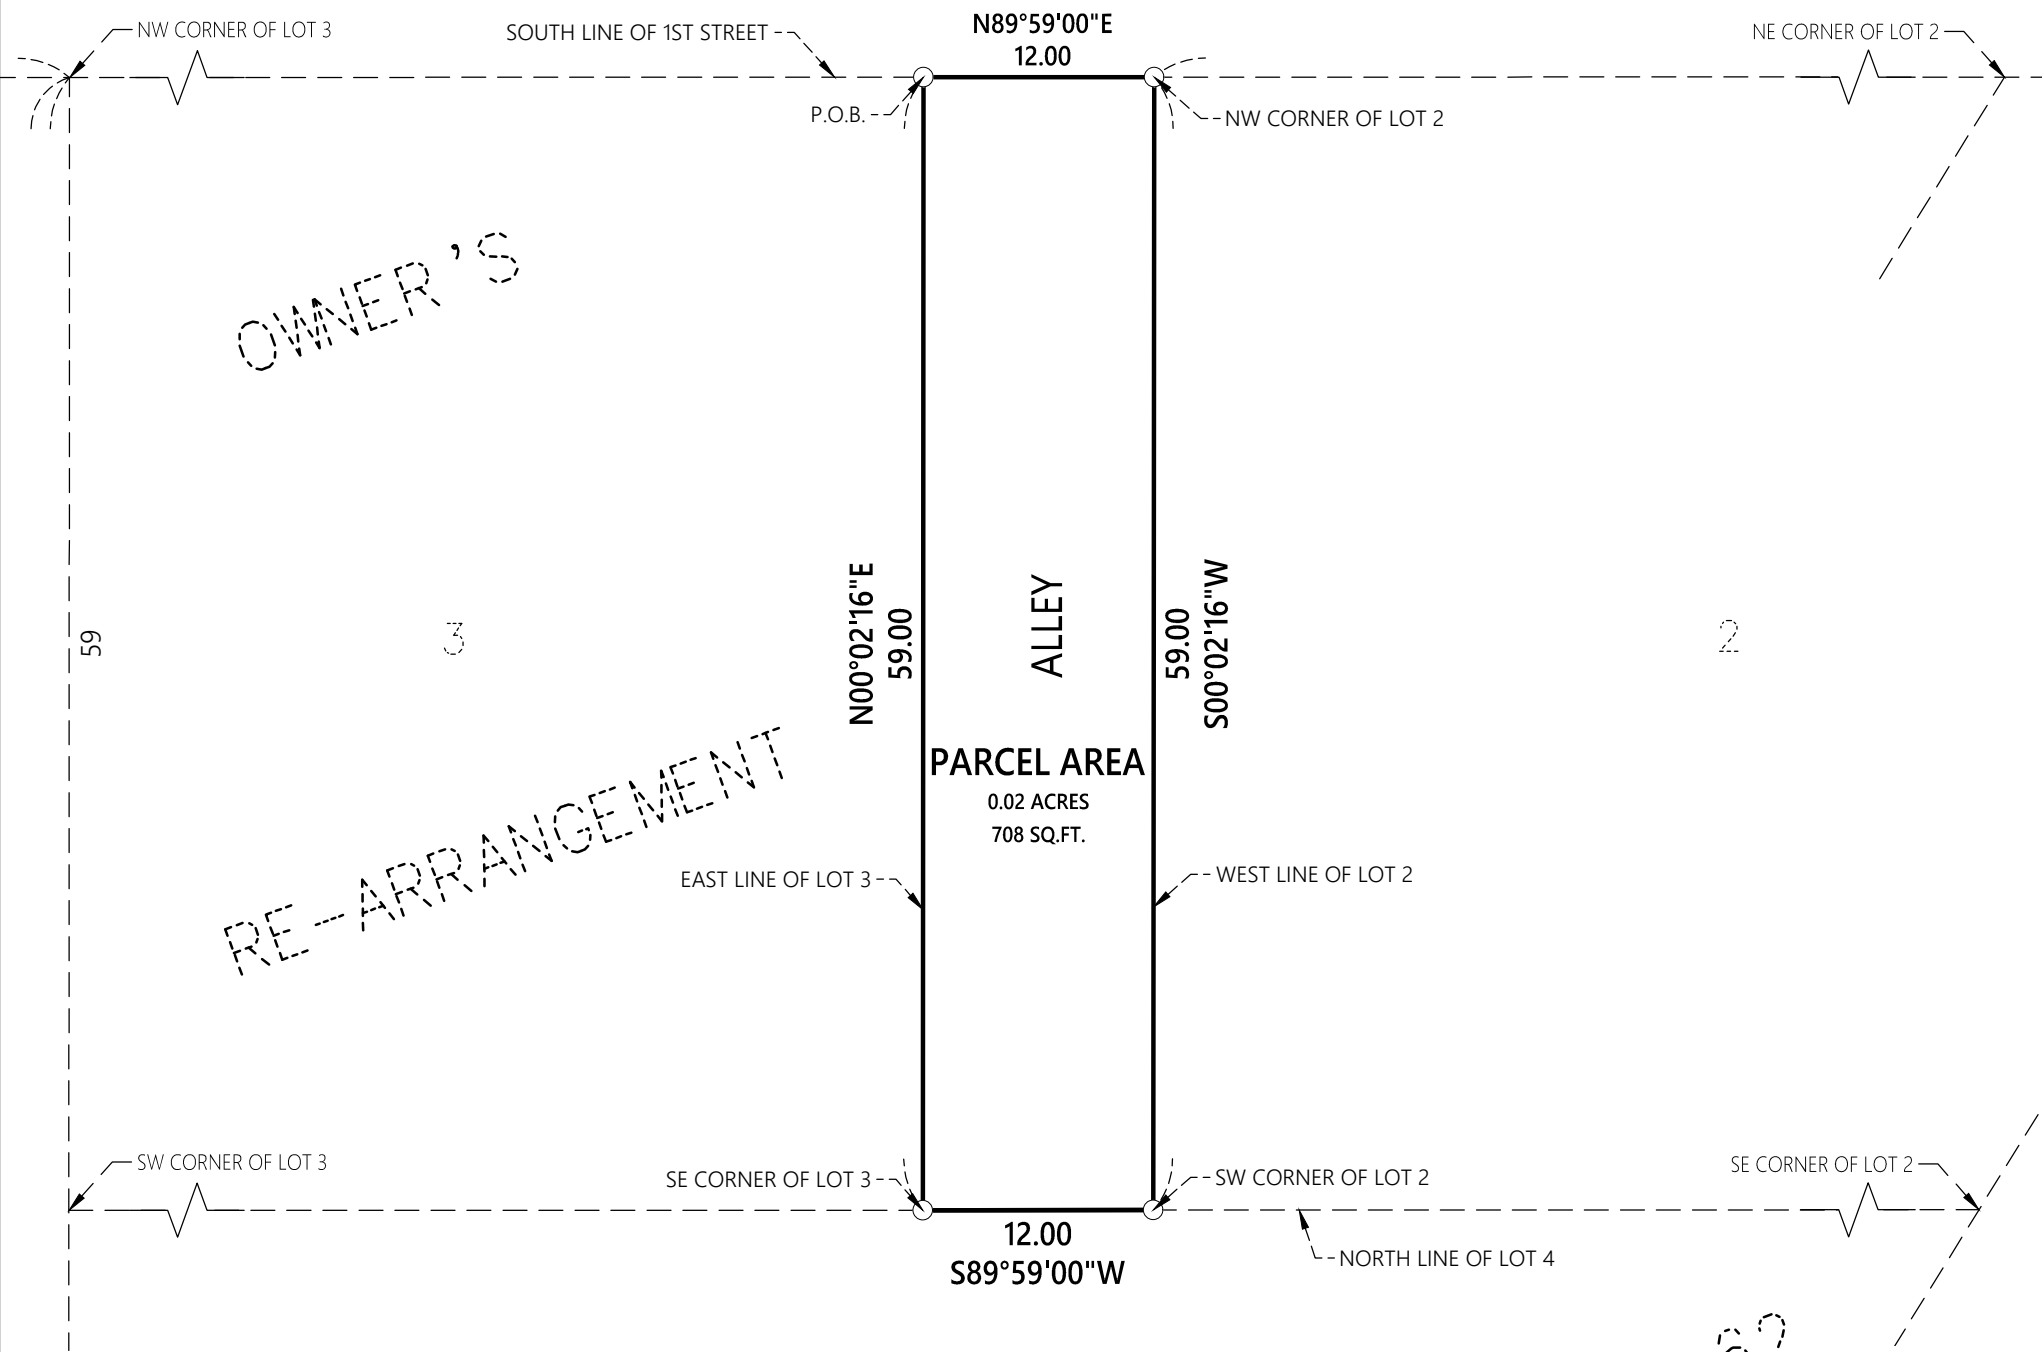 NW CORNER OF LOT 3
SOUTH LINE OF 1ST STREET
N89°59'00"E
12.00
NE CORNER OF LOT 2
P.O.B.
NW CORNER OF LOT 2
OWNER'S
59
3
N00°02'16"E
59.00
ALLEY
59.00
S00°02'16"W
2
PARCEL AREA
0.02 ACRES
708 SQ.FT.
RE-ARRANGEMENT
EAST LINE OF LOT 3
WEST LINE OF LOT 2
SW CORNER OF LOT 3
SE CORNER OF LOT 3
SW CORNER OF LOT 2
SE CORNER OF LOT 2
12.00
S89°59'00"W
NORTH LINE OF LOT 4